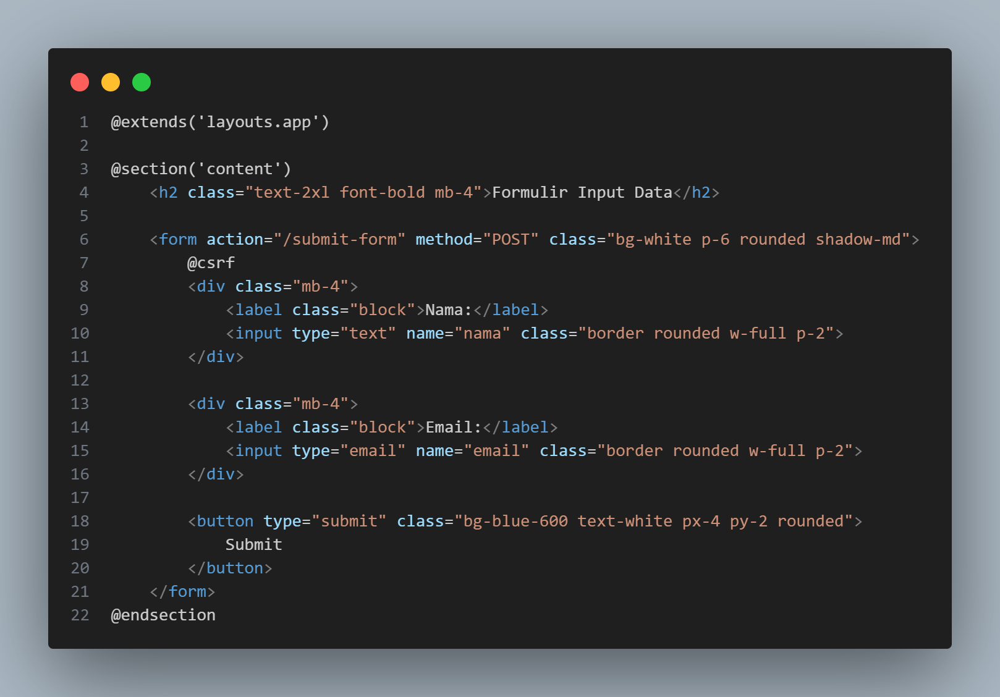 1 @extends('layouts.app')
2
3 @section('content')
4     <h2 class="text-2xl font-bold mb-4">Formulir Input Data</h2>
5
6     <form action="/submit-form" method="POST" class="bg-white p-6 rounded shadow-md">
7         @csrf
8         <div class="mb-4">
9             <label class="block">Nama:</label>
10             <input type="text" name="nama" class="border rounded w-full p-2">
11         </div>
12
13         <div class="mb-4">
14             <label class="block">Email:</label>
15             <input type="email" name="email" class="border rounded w-full p-2">
16         </div>
17
18         <button type="submit" class="bg-blue-600 text-white px-4 py-2 rounded">
19             Submit
20         </button>
21     </form>
22 @endsection